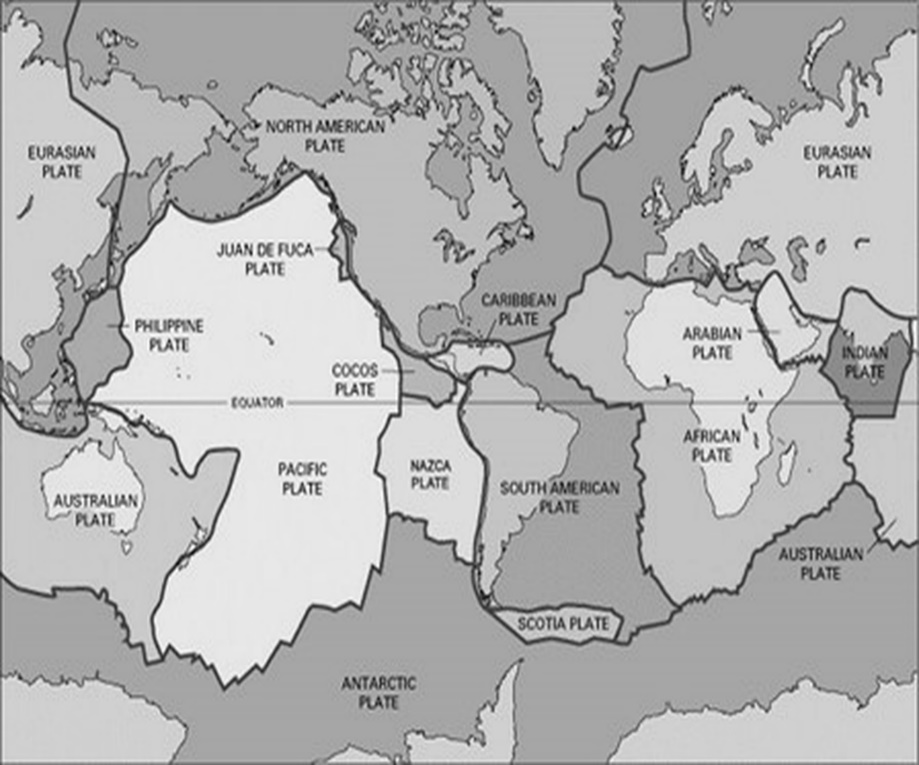 NORTH AMERICAN
PLATE
EURASIAN
PLATE
EURASIAN
PLATE
JUAN DE FUCA
PLATE
CARIBBEAN
PLATE
PHILIPPINE
PLATE
ARABIAN
PLATE
INDIAN
PLATE
COCOS
PLATE
EQUATOR
AFRICAN
PLATE
PACIFIC
PLATE
NAZCA
PLATE
SOUTH AMERICAN
PLATE
AUSTRALIAN
PLATE
AUSTRALIAN
PLATE
SCOTIA PLATE
ANTARCTIC
PLATE